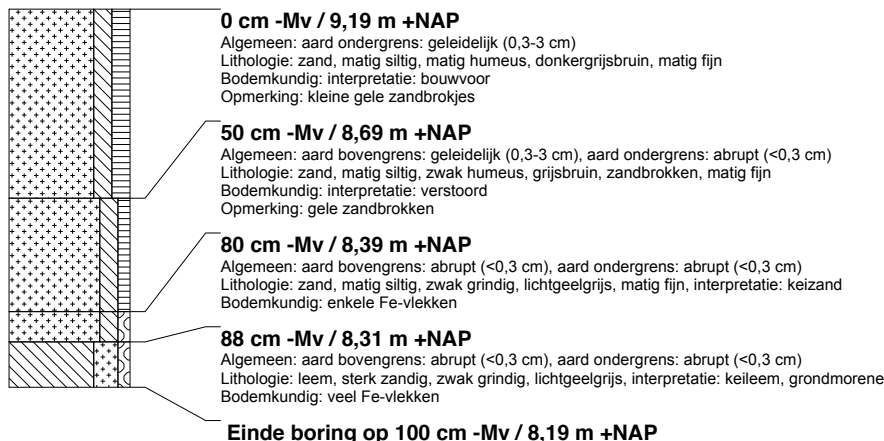 0 cm -Mv / 9,19 m +NAP
Algemeen: aard ondergrens: geleidelijk (0,3-3 cm)
Lithologie: zand, matig siltig, matig humeus, donkergrijsbruin, matig fijn
Bodemkundig: interpretatie: bouwvoor
Opmerking: kleine gele zandbrokjes
50 cm -Mv / 8,69 m +NAP
Algemeen: aard bovengrens: geleidelijk (0,3-3 cm), aard ondergrens: abrupt (<0,3 cm)
Lithologie: zand, matig siltig, zwak humeus, grijsbruin, zandbrokken, matig fijn
Bodemkundig: interpretatie: verstoord
Opmerking: gele zandbrokken
80 cm -Mv / 8,39 m +NAP
Algemeen: aard bovengrens: abrupt (<0,3 cm), aard ondergrens: abrupt (<0,3 cm)
Lithologie: zand, matig siltig, zwak grindig, lichtgeelgrijs, matig fijn, interpretatie: keizand
Bodemkundig: enkele Fe-vlekken
88 cm -Mv / 8,31 m +NAP
Algemeen: aard bovengrens: abrupt (<0,3 cm), aard ondergrens: abrupt (<0,3 cm)
Lithologie: leem, sterk zandig, zwak grindig, lichtgeelgrijs, interpretatie: keileem, grondmorene
Bodemkundig: veel Fe-vlekken
Einde boring op 100 cm -Mv / 8,19 m +NAP